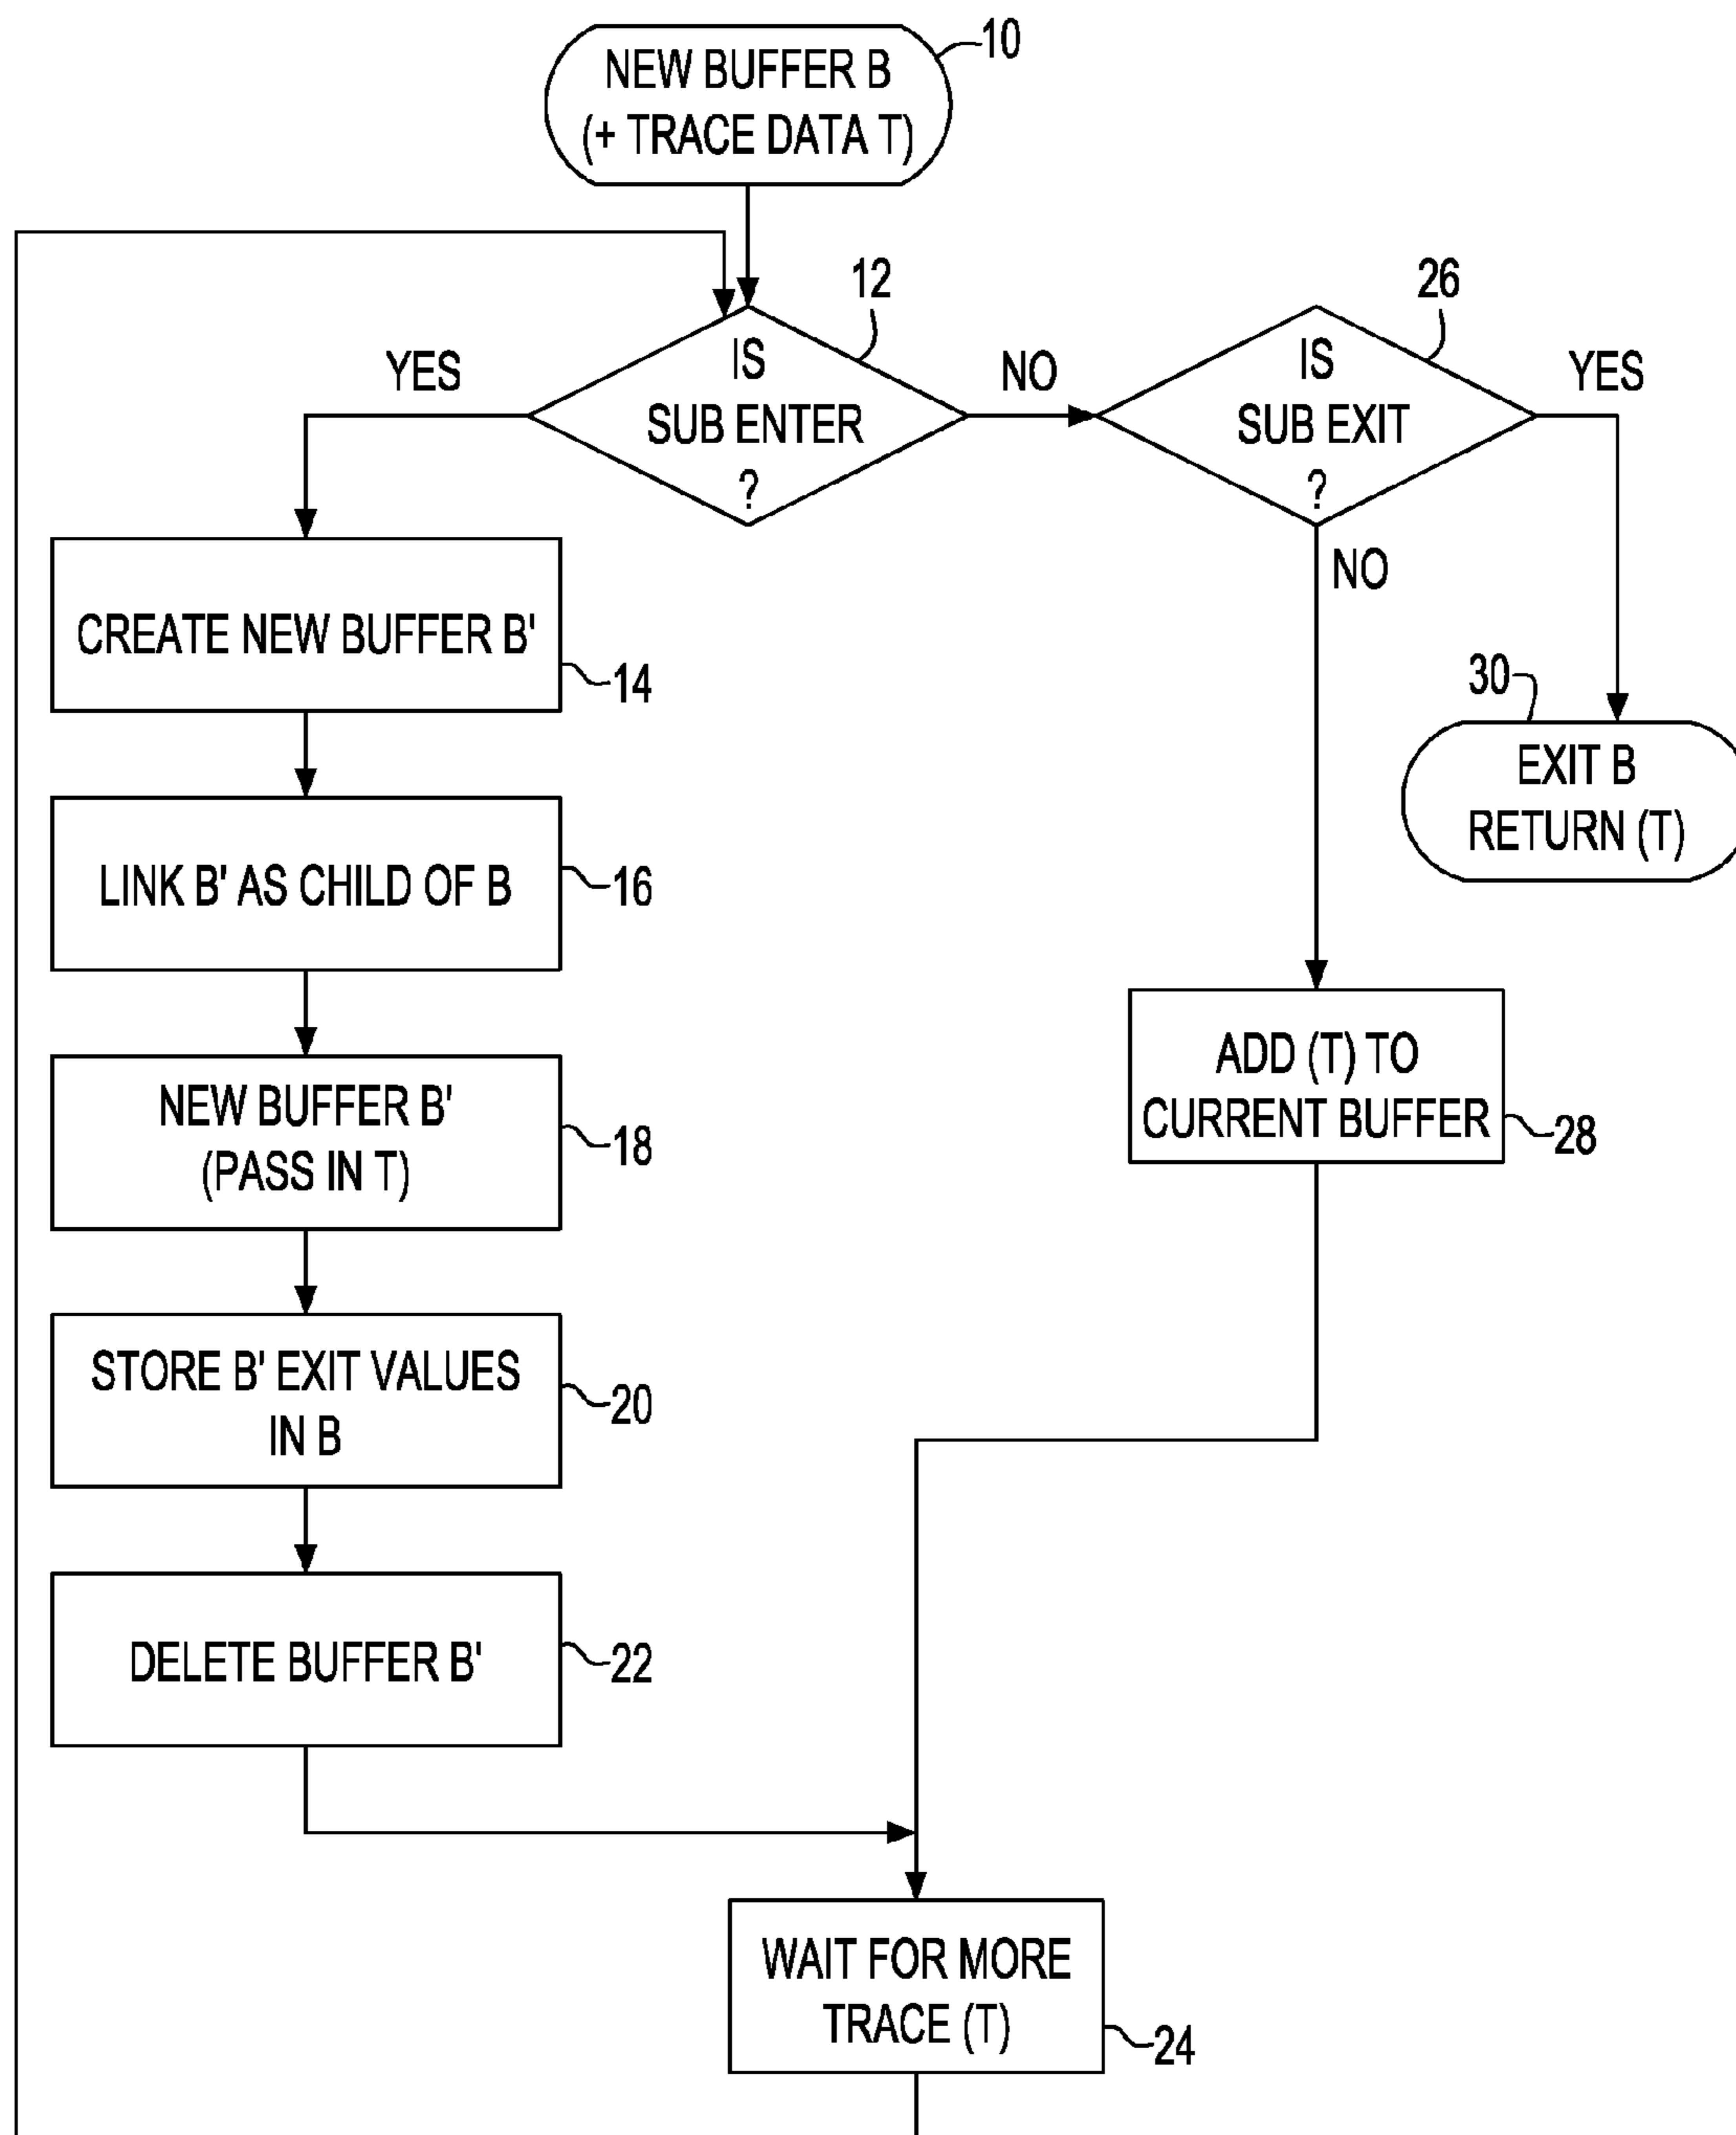 NEW BUFFER B
(+ TRACE DATA T)
10
IS
SUB ENTER
?
12
YES
NO
IS
SUB EXIT
?
26
YES
NO
CREATE NEW BUFFER B'
14
30
EXIT B
RETURN (T)
LINK B' AS CHILD OF B
16
NEW BUFFER B'
(PASS IN T)
18
ADD (T) TO
CURRENT BUFFER
28
STORE B' EXIT VALUES
IN B
20
DELETE BUFFER B'
22
WAIT FOR MORE
TRACE (T)
24